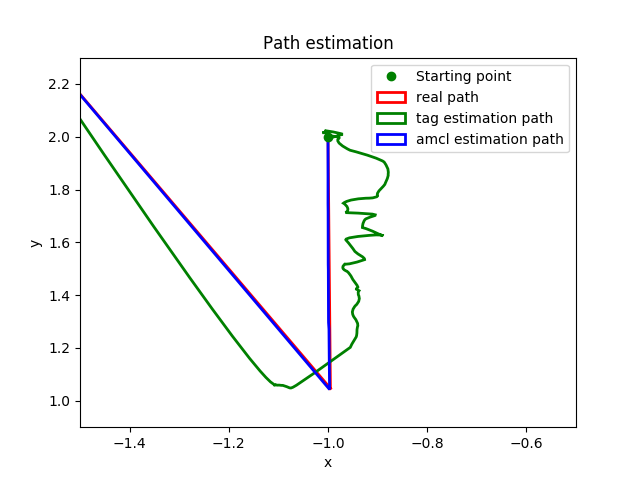 Path estimation
Starting point
real path
tag estimation path
amcl estimation path
2.2
2.0
1.8
1.6
1.4
1.2
1.0
y
−1.4
−1.2
−1.0
−0.8
−0.6
x